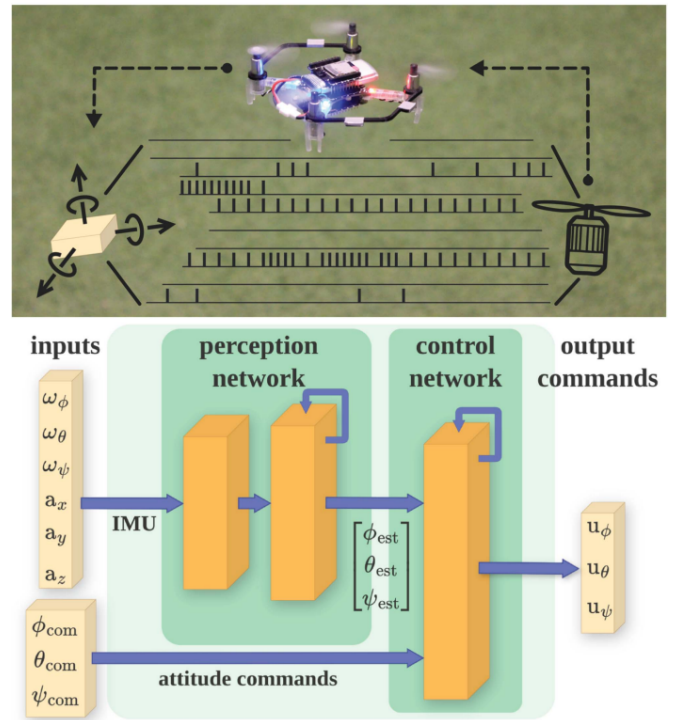 inputs
perception
network
control
network
output
commands
ω_ϕ
ω_θ
ω_ψ
a_x
a_y
a_z
IMU
ϕ_est
θ_est
ψ_est
u_ϕ
u_θ
u_ψ
ϕ_com
θ_com
ψ_com
attitude commands